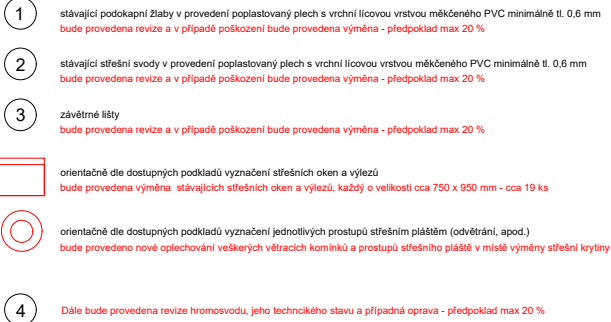 1 stávající podokapní žlaby v provedení poplastovaný plech s vrchní lícovou vrstvou měkčeného PVC minimálně tl. 0,6 mm
bude provedena revize a v případě poškození bude provedena výměna - předpoklad max 20 %
2 stávající střešní svody v provedení poplastovaný plech s vrchní lícovou vrstvou měkčeného PVC minimálně tl. 0,6 mm
bude provedena revize a v případě poškození bude provedena výměna - předpoklad max 20 %
3 závětrné lišty
bude provedena revize a v případě poškození bude provedena výměna - předpoklad max 20 %
orientačně dle dostupných podkladů vyznačení střešních oken a výlezů
bude provedena výměna stávajících střešních oken a výlezů, každý o velikosti cca 750 x 950 mm - cca 19 ks
orientačně dle dostupných podkladů vyznačení jednotlivých prostupů střešním pláštěm (odvětrání, apod.)
bude provedeno nové oplechování veškerých větracích komínků a prostupů střešního pláště v místě výměny střešní krytiny
4 Dále bude provedena revize hromosvodu, jeho techncikého stavu a případná oprava - předpoklad max 20 %